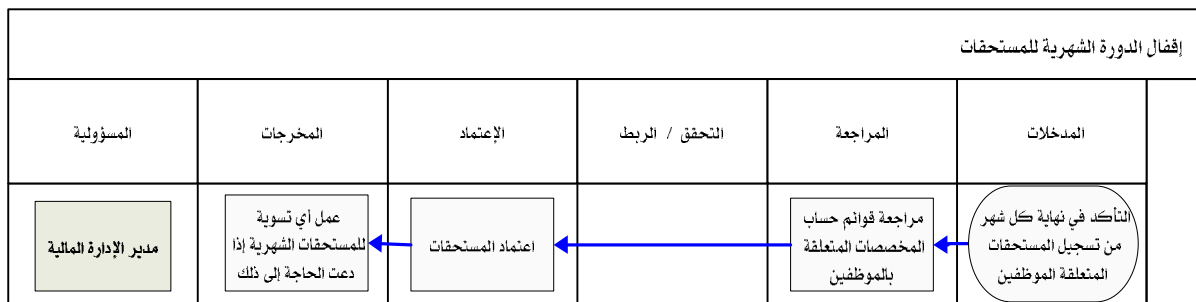 إقفال الدورة الشهرية للمستحقات
المدخلات
المراجعة
التحقق / الربط
الإعتماد
المخرجات
المسؤولية
التأكد في نهاية كل شهر
من تسجيل المستحقات
المتعلقة الموظفين
مراجعة قوائم حساب
المخصصات المتعلقة
بالموظفين
اعتماد المستحقات
عمل أي تسوية
للمستحقات الشهرية إذا
دعت الحاجة إلى ذلك
مدير الإدارة المالية